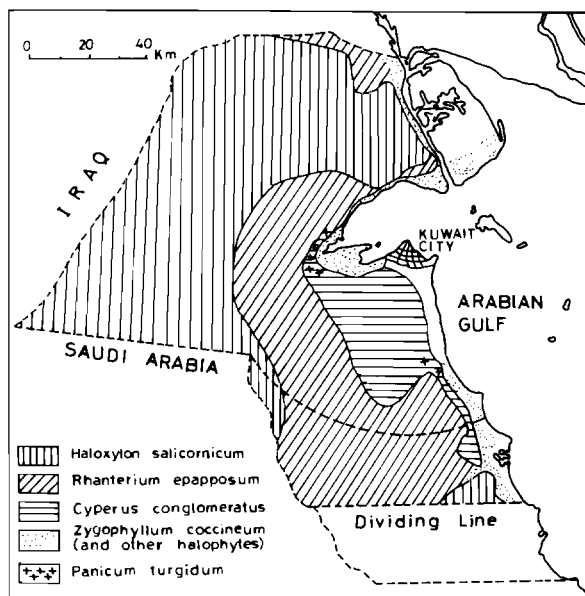 0 20 40
Km
IRAQ
KUWAIT
CITY
ARABIAN
GULF
SAUDI ARABIA
Haloxylon salicornicum
Rhanterium epapposum
Cyperus conglomeratus
Zygophyllum coccineum
(and other halophytes)
Panicum turgidum
Dividing Line